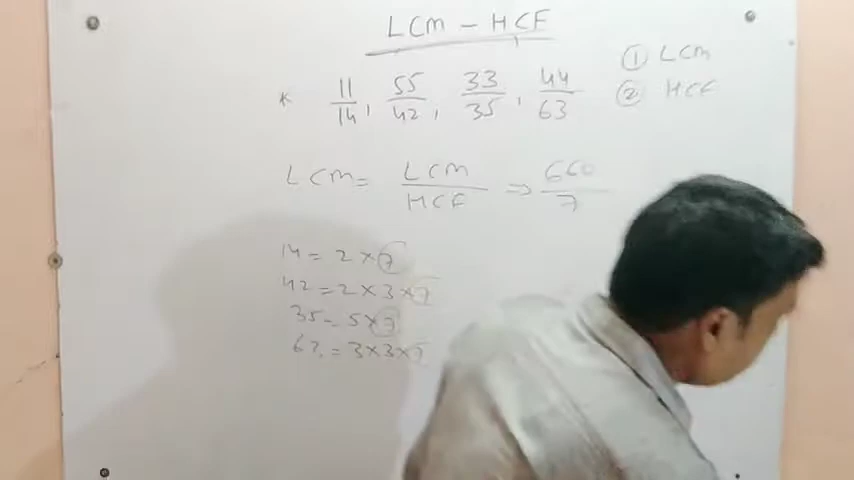 LCM - HCF
* 11/14, 55/42, 33/35, 44/63
① LCM
② HCF
LCM = LCM/HCF ⇒ 660/7
14 = 2 × 7
42 = 2 × 3 × 7
35 = 5 × 7
63 = 3 × 3 × 7